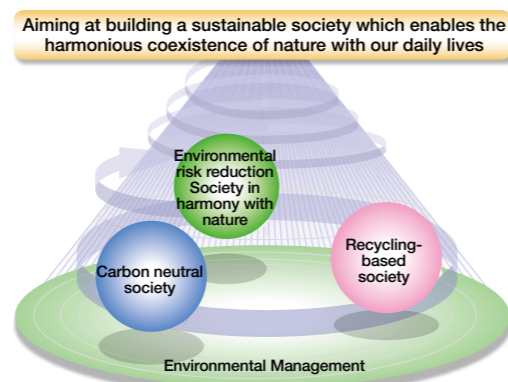 Aiming at building a sustainable society which enables the
harmonious coexistence of nature with our daily lives
Environmental
risk reduction
Society in
harmony with
nature
Carbon neutral
society
Recycling-
based
society
Environmental Management